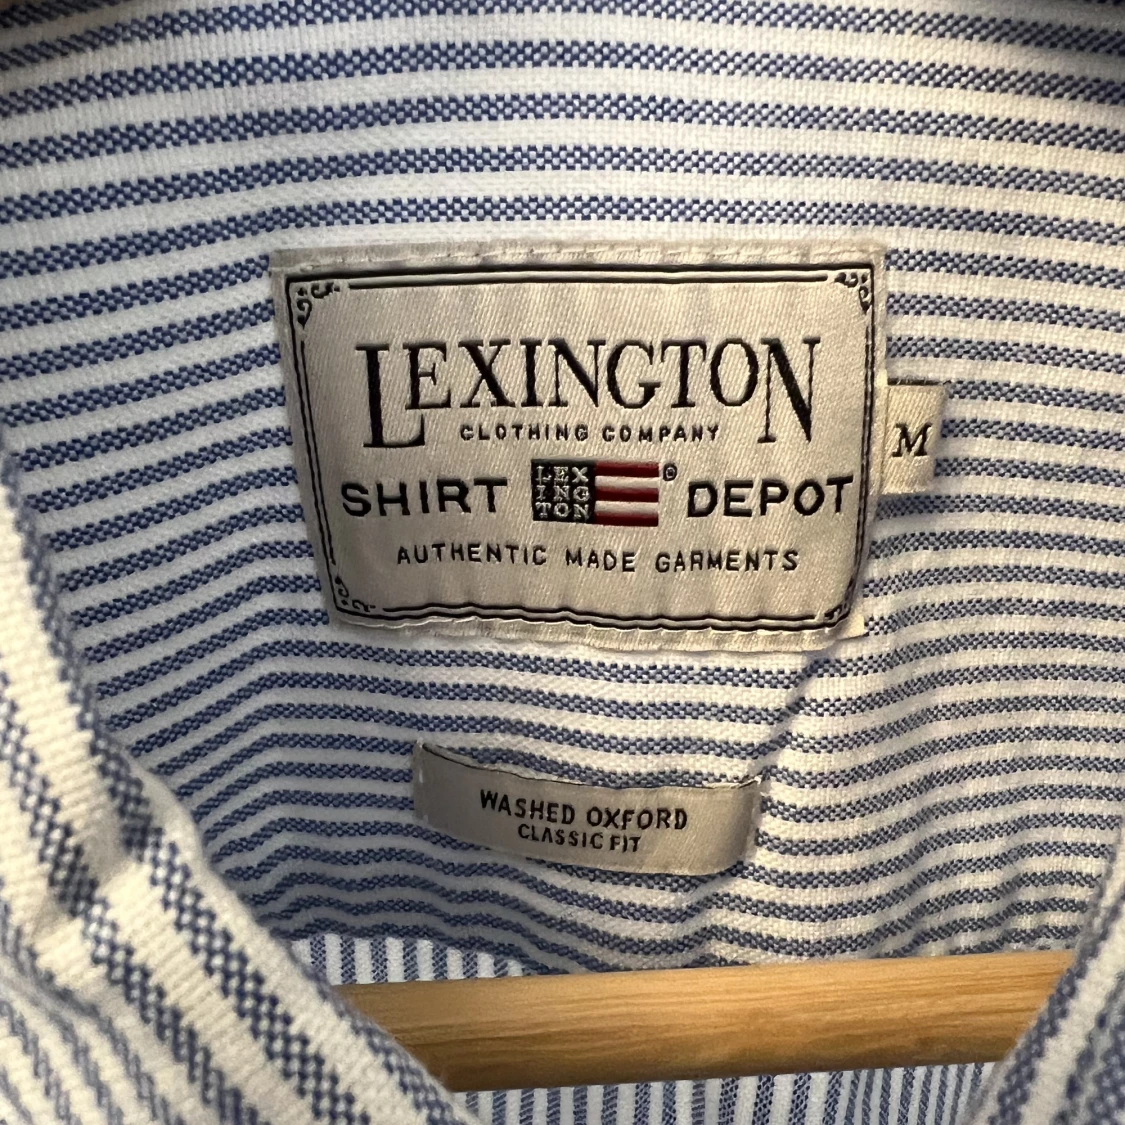 LEXINGTON
CLOTHING COMPANY
SHIRT LEX ING TON © DEPOT
AUTHENTIC MADE GARMENTS
M
WASHED OXFORD
CLASSIC FIT